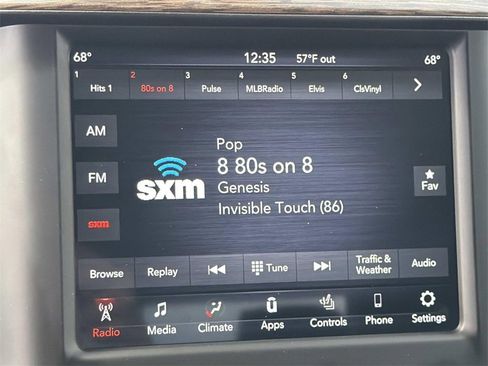 68° 12:35 57°F out 68°
1 2 3 4 5 6
Hits 1 80s on 8 Pulse MLBRadio Elvis ClsVinyl
AM
Pop
8 80s on 8
sxm
Genesis
FM
Fav
Invisible Touch (86)
sxm
Browse Replay Tune Traffic & Weather Audio
Radio Media Climate Apps Controls Phone Settings